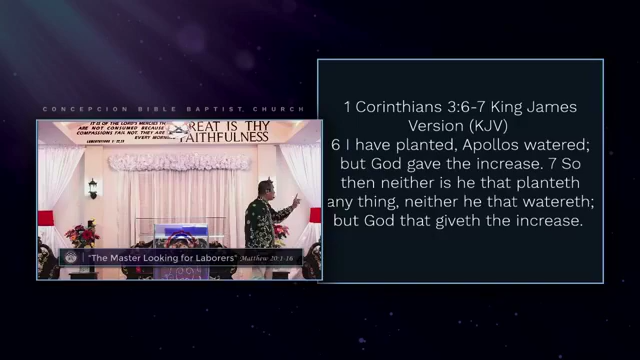 CONCEPCION BIBLE BAPTIST CHURCH
IT IS OF THE LORD'S MERCIES TH
ARE NOT CONSUMED BECAUSE
COMPASSIONS FAIL NOT. THEY ARE
EVERY MORNI
LAMENTATIONS
REAT IS THY
FAITHFULNESS
"The Master Looking for Laborers" Matthew 20:1-16
1 Corinthians 3:6-7 King James
Version (KJV)
6 I have planted, Apollos watered;
but God gave the increase. 7 So
then neither is he that planteth
any thing, neither he that watereth;
but God that giveth the increase.